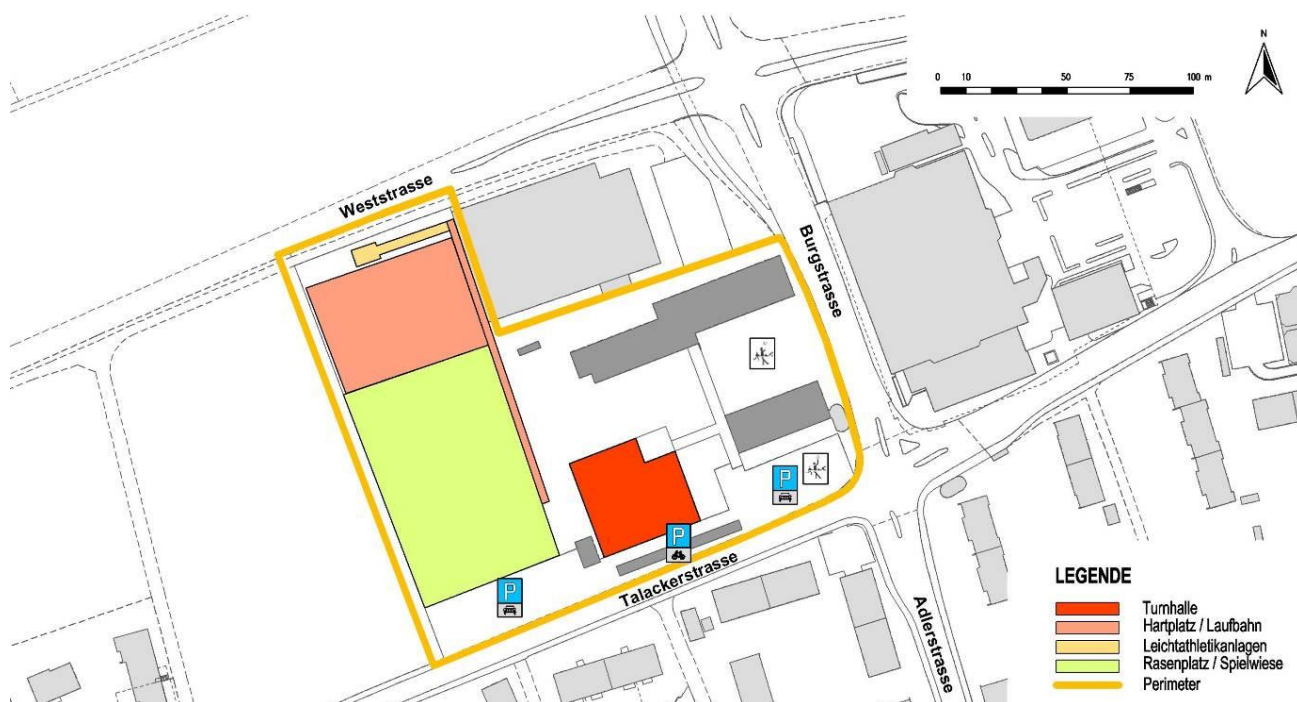 N
0 10 50 75 100 m
Weststrasse
Burgstrasse
P
P
P
Talackerstrasse
Adlerstrasse
LEGENDE
Turnhalle
Hartplatz / Laufbahn
Leichtathletikanlagen
Rasenplatz / Spielwiese
Perimeter